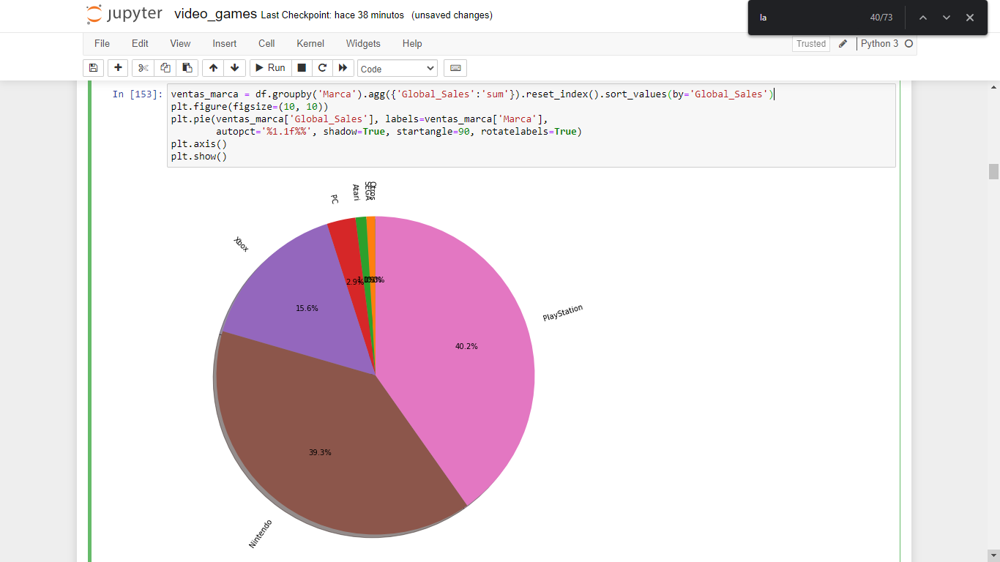 jupyter video_games Last Checkpoint: hace 38 minutos (unsaved changes)
la 40/73
File Edit View Insert Cell Kernel Widgets Help
Trusted Python 3
Run Code
In [153]: ventas_marca = df.groupby('Marca').agg({'Global_Sales':'sum'}).reset_index().sort_values(by='Global_Sales')
plt.figure(figsize=(10, 10))
plt.pie(ventas_marca['Global_Sales'], labels=ventas_marca['Marca'],
autopct='%1.1f%%', shadow=True, startangle=90, rotatelabels=True)
plt.axis()
plt.show()
Otros
SEGA
Atari
PC
Xbox
2.9%
15.6%
PlayStation
40.2%
39.3%
Nintendo